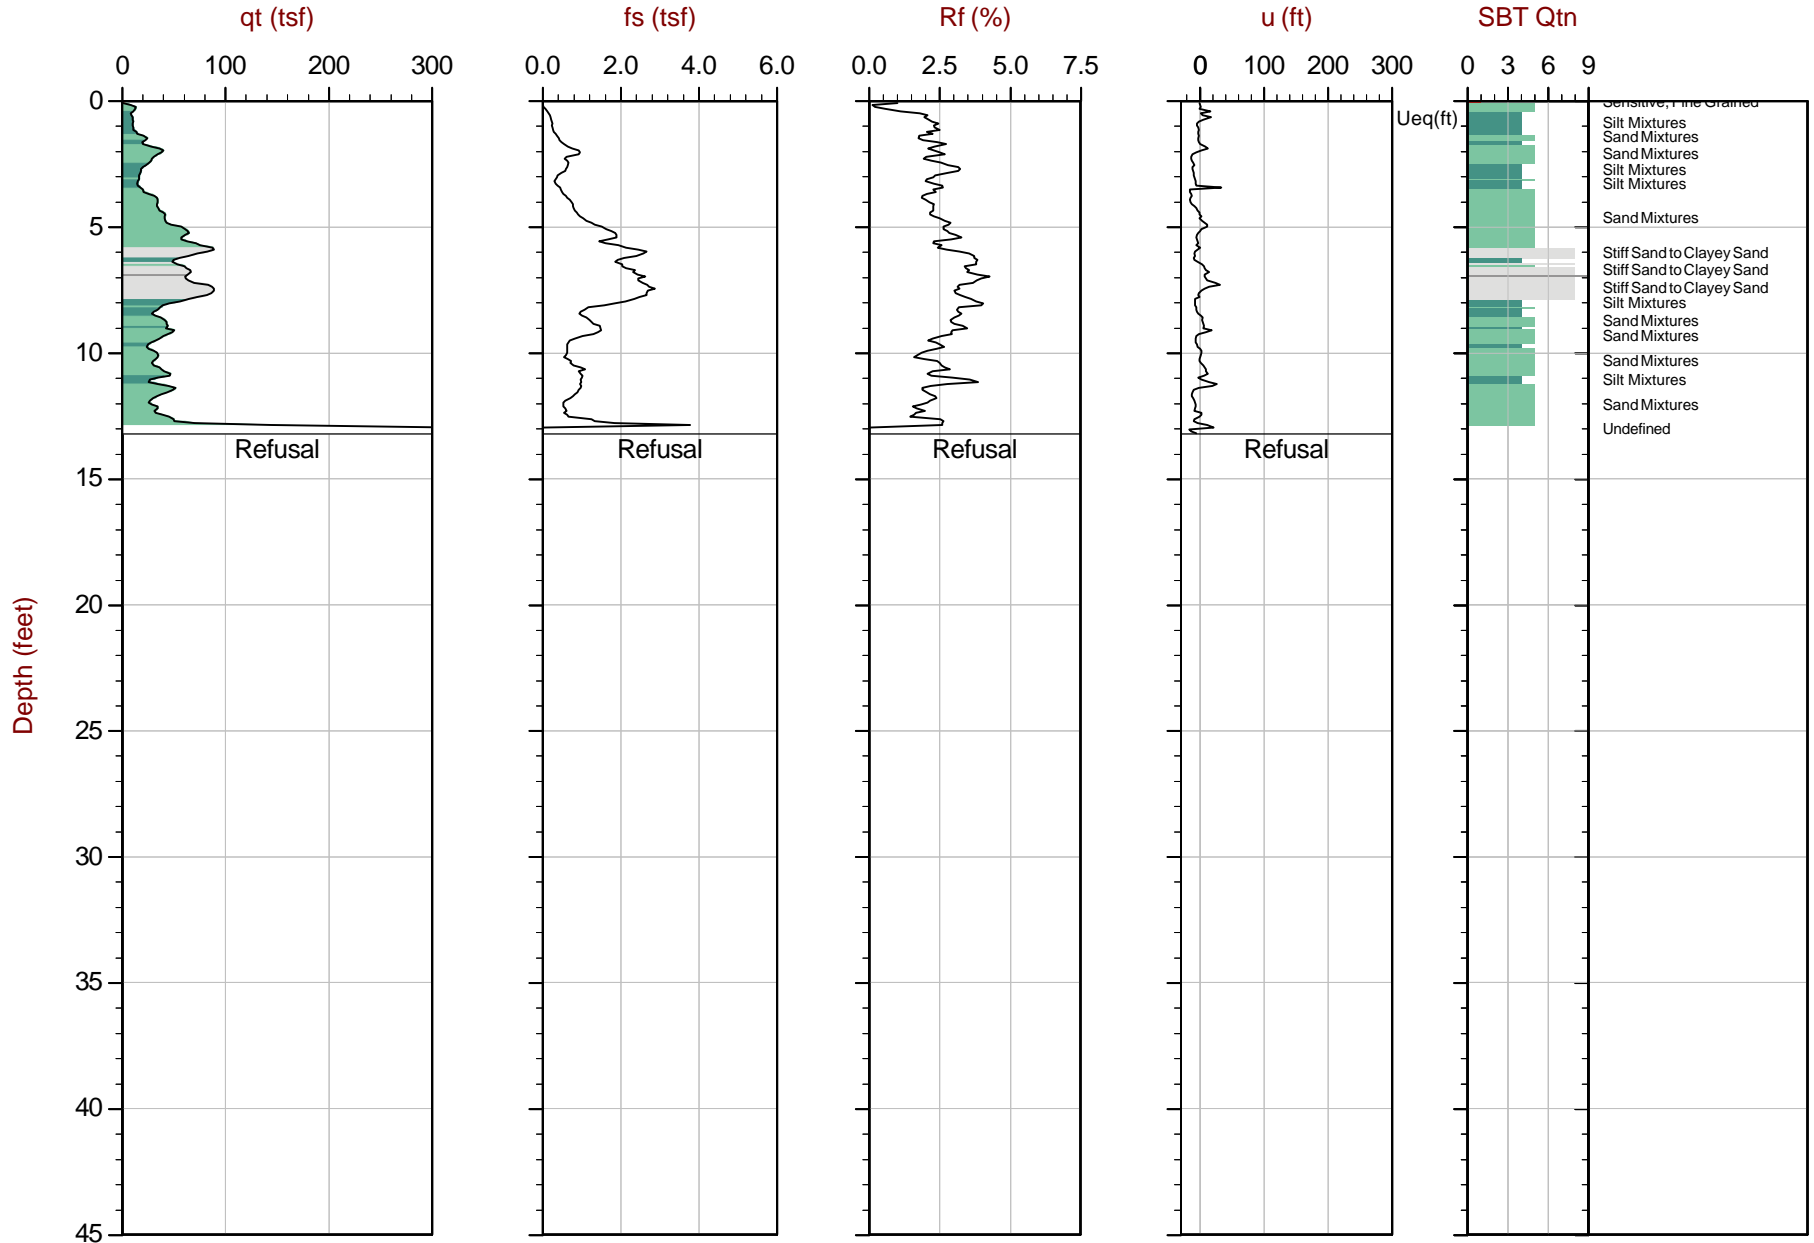 qt (tsf) fs (tsf) Rf (%) u (ft) SBT Qtn
0 100 200 300 0.0 2.0 4.0 6.0 0.0 2.5 5.0 7.5 0 100 200 300 0 3 6 9
0
Sensitive, Fine Grained
Ueq(ft)
Silt Mixtures
Sand Mixtures
Sand Mixtures
Silt Mixtures
Silt Mixtures
Sand Mixtures
5
Stiff Sand to Clayey Sand
Stiff Sand to Clayey Sand
Stiff Sand to Clayey Sand
Silt Mixtures
Sand Mixtures
Sand Mixtures
10
Sand Mixtures
Silt Mixtures
Sand Mixtures
Undefined
Refusal Refusal Refusal Refusal
15
20
Depth (feet)
25
30
35
40
45